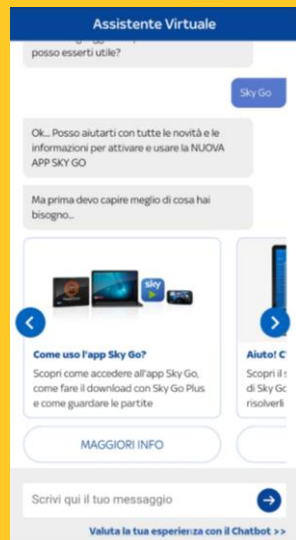 Assistente Virtuale
posso esserti utile?
Sky Go
Ok... Posso aiutarti con tutte le novità e le
informazioni per attivare e usare la NUOVA
APP SKY GO
Ma prima devo capire meglio di cosa hai
bisogno...
sky
Come uso l'app Sky Go?
Scopri come accedere all'app Sky Go,
come fare il download con Sky Go Plus
e come guardare le partite
Aiuto! C'
Scopri il s
di Sky Go
risolverli
MAGGIORI INFO
Scrivi qui il tuo messaggio
Valuta la tua esperienza con il Chatbot >>